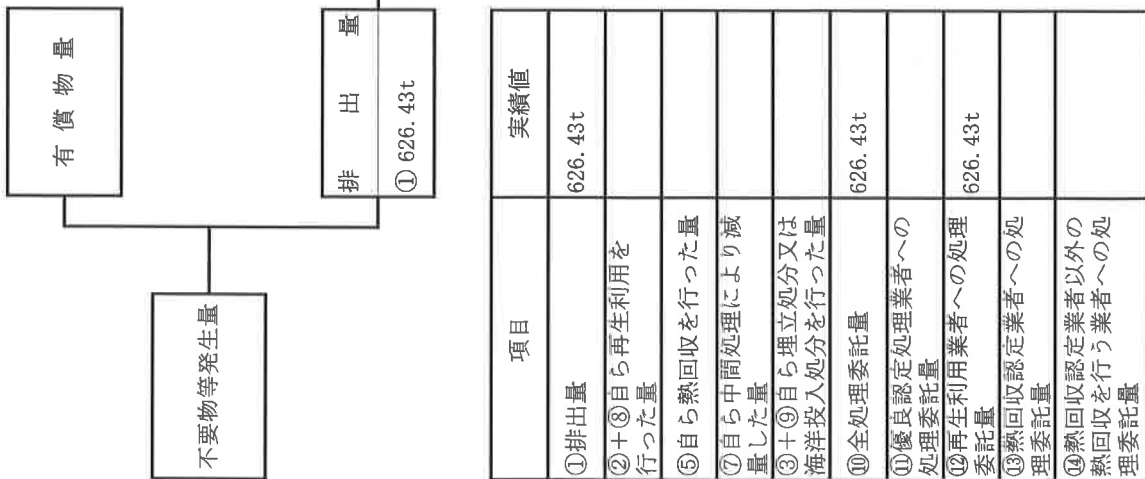 有償物量
不要物等発生量
排出量
① 626.43t
項目
実績値
①排出量
626.43t
②+⑧自ら再生利用を
行った量
⑤自ら熱回収を行った量
⑦自ら中間処理により減
量した量
③+⑨自ら埋立処分又は
海洋投入処分を行った量
⑩全処理委託量
626.43t
⑪優良認定処理業者への
処理委託量
⑫再生利用業者への処理
委託量
626.43t
⑬熱回収認定業者への処
理委託量
⑭熱回収認定業者以外の
熱回収を行う業者への処
理委託量